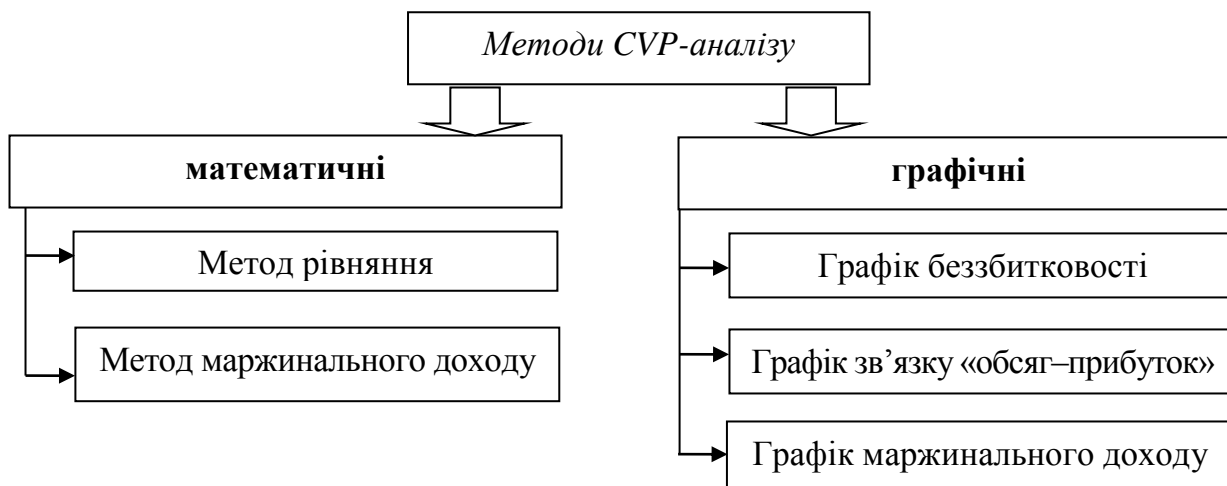 Методи CVP-аналізу
математичні
Метод рівняння
Метод маржинального доходу
графічні
Графік беззбитковості
Графік зв’язку «обсяг–прибуток»
Графік маржинального доходу